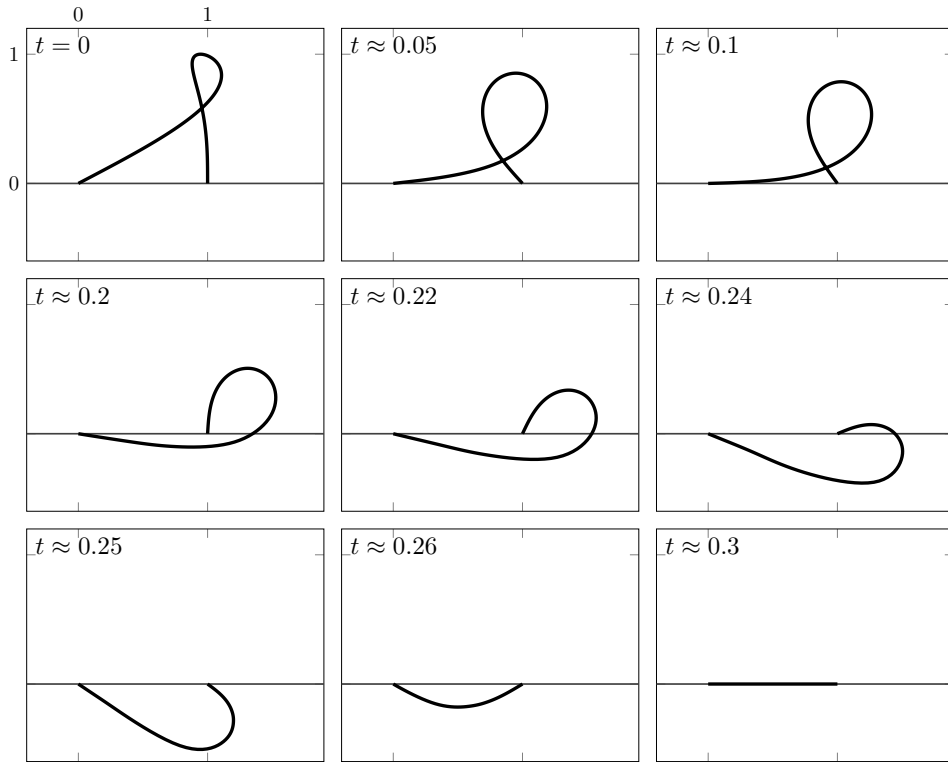 0 1
1
t = 0
t ≈ 0.05
t ≈ 0.1
0
t ≈ 0.2
t ≈ 0.22
t ≈ 0.24
t ≈ 0.25
t ≈ 0.26
t ≈ 0.3